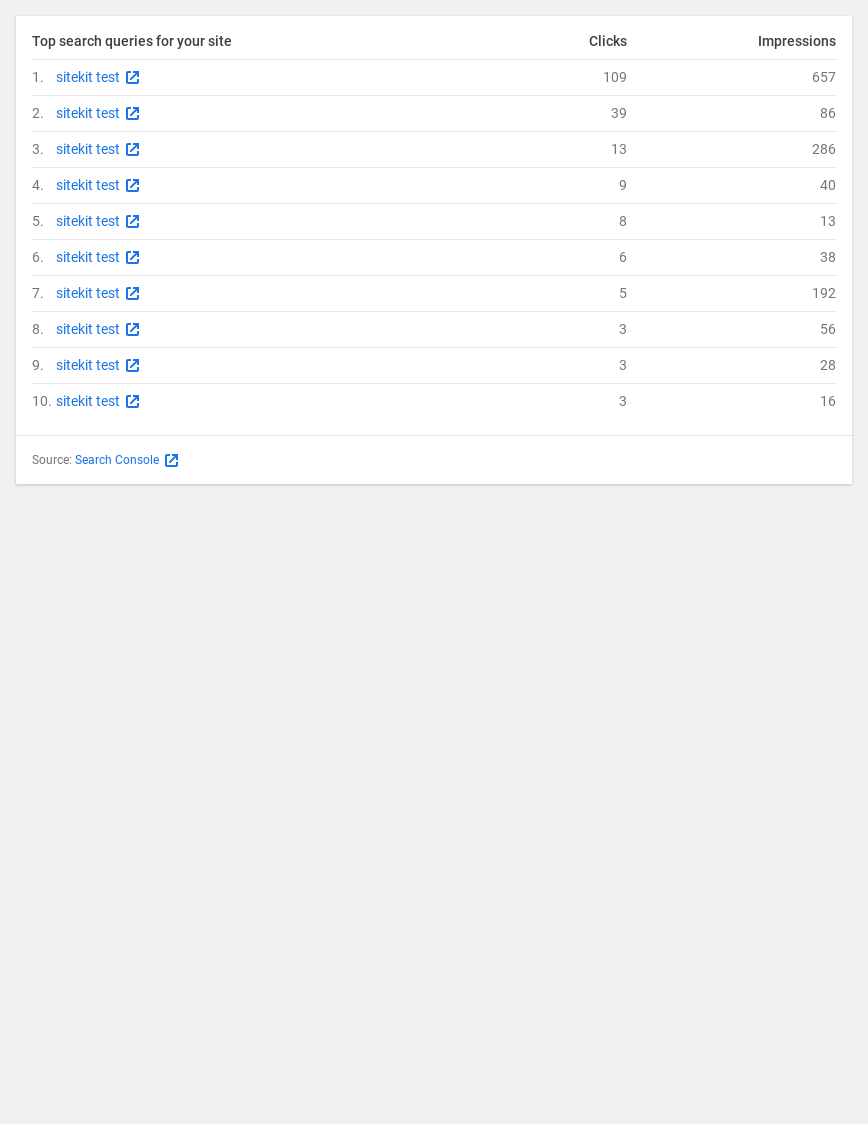 Top search queries for your site Clicks Impressions
1. sitekit test 109 657
2. sitekit test 39 86
3. sitekit test 13 286
4. sitekit test 9 40
5. sitekit test 8 13
6. sitekit test 6 38
7. sitekit test 5 192
8. sitekit test 3 56
9. sitekit test 3 28
10. sitekit test 3 16
Source: Search Console